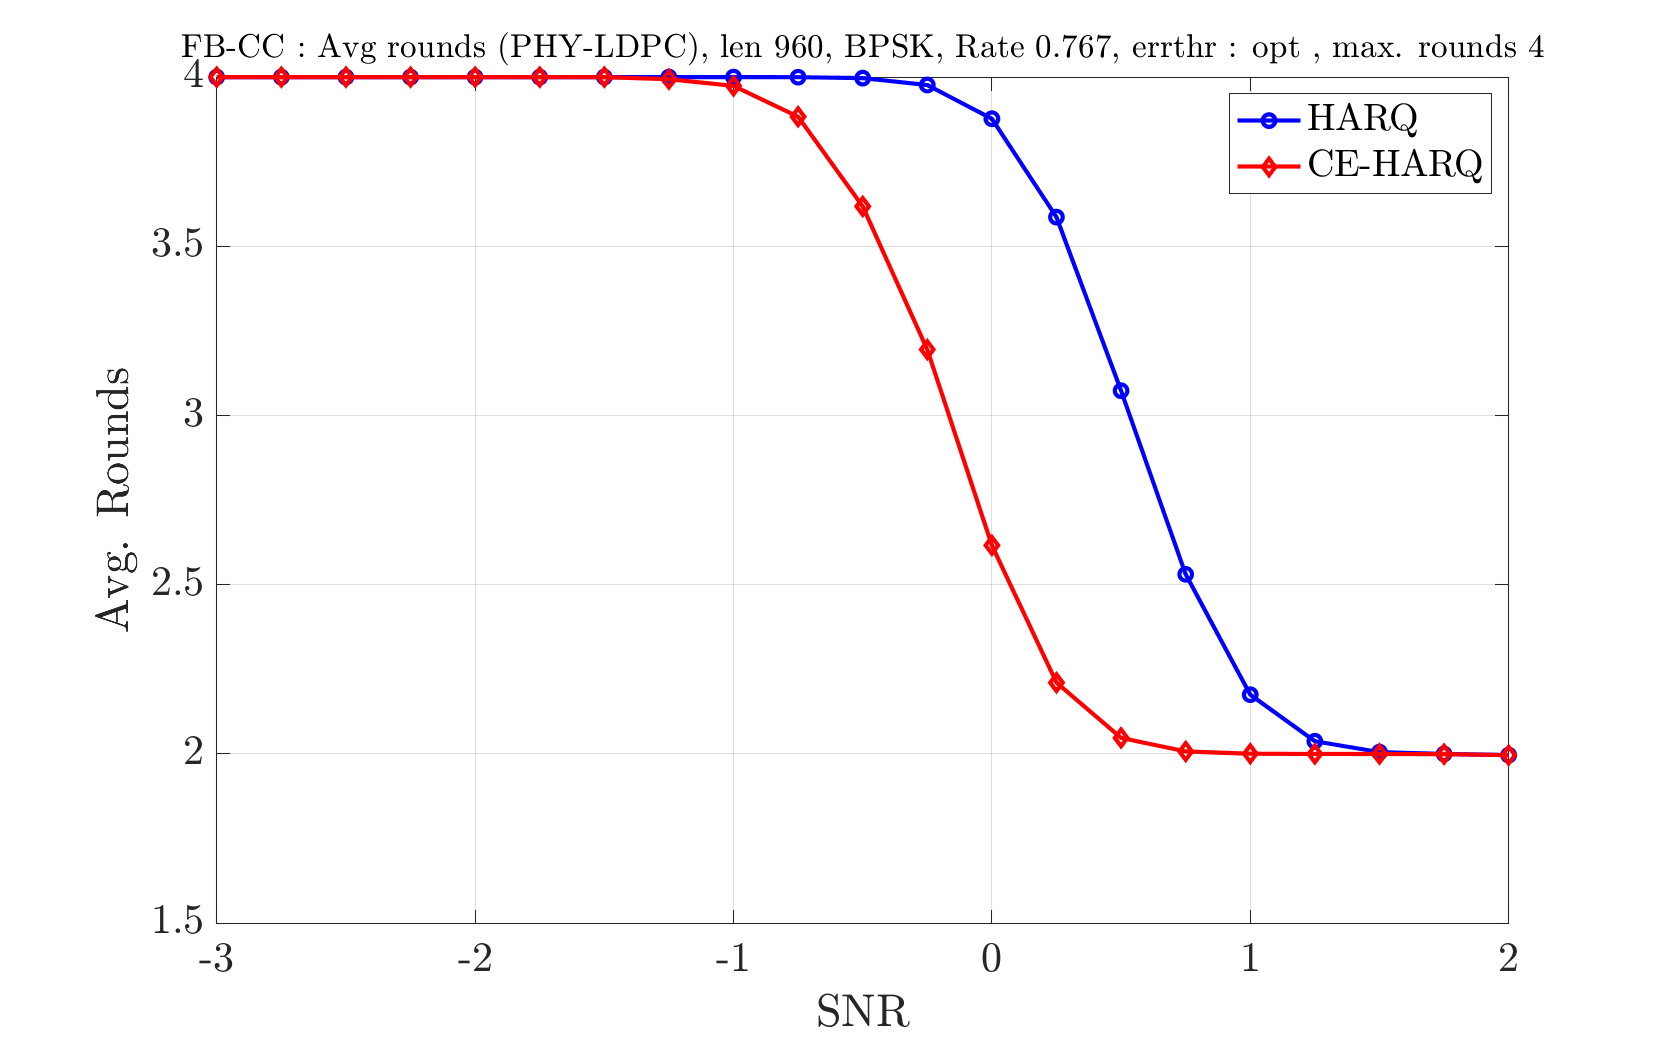 FB-CC : Avg rounds (PHY-LDPC), len 960, BPSK, Rate 0.767, errthr : opt , max. rounds 4
HARQ
CE-HARQ
4
3.5
3
2.5
2
1.5
Avg. Rounds
-3 -2 -1 0 1 2
SNR